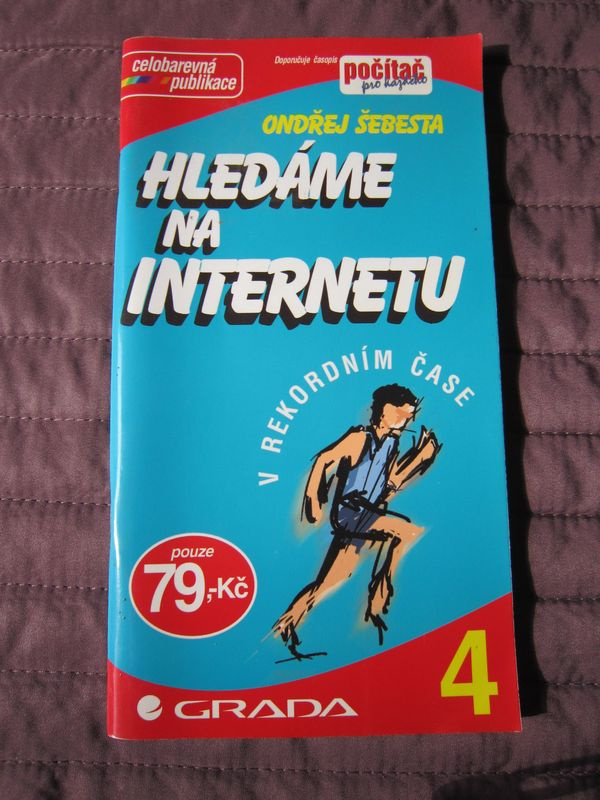 celobarevná
publikace
Doporučuje časopis
počítač
pro každého
ONDŘEJ ŠEBESTA
HLEDÁME
NA
INTERNETU
V REKORDNÍM ČASE
pouze
79,-Kč
GRADA
4